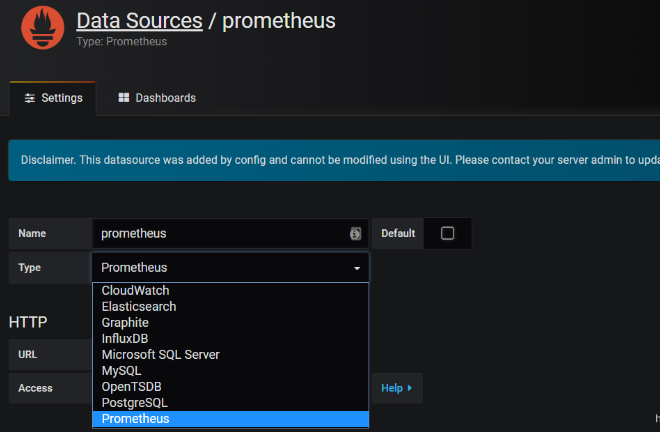 Data Sources / prometheus
Type: Prometheus
Settings Dashboards
Disclaimer. This datasource was added by config and cannot be modified using the UI. Please contact your server admin to upda
Name prometheus Default
Type Prometheus
CloudWatch
Elasticsearch
Graphite
HTTP
InfluxDB
URL
Microsoft SQL Server
MySQL
Access
OpenTSDB
Help
PostgreSQL
Prometheus
h